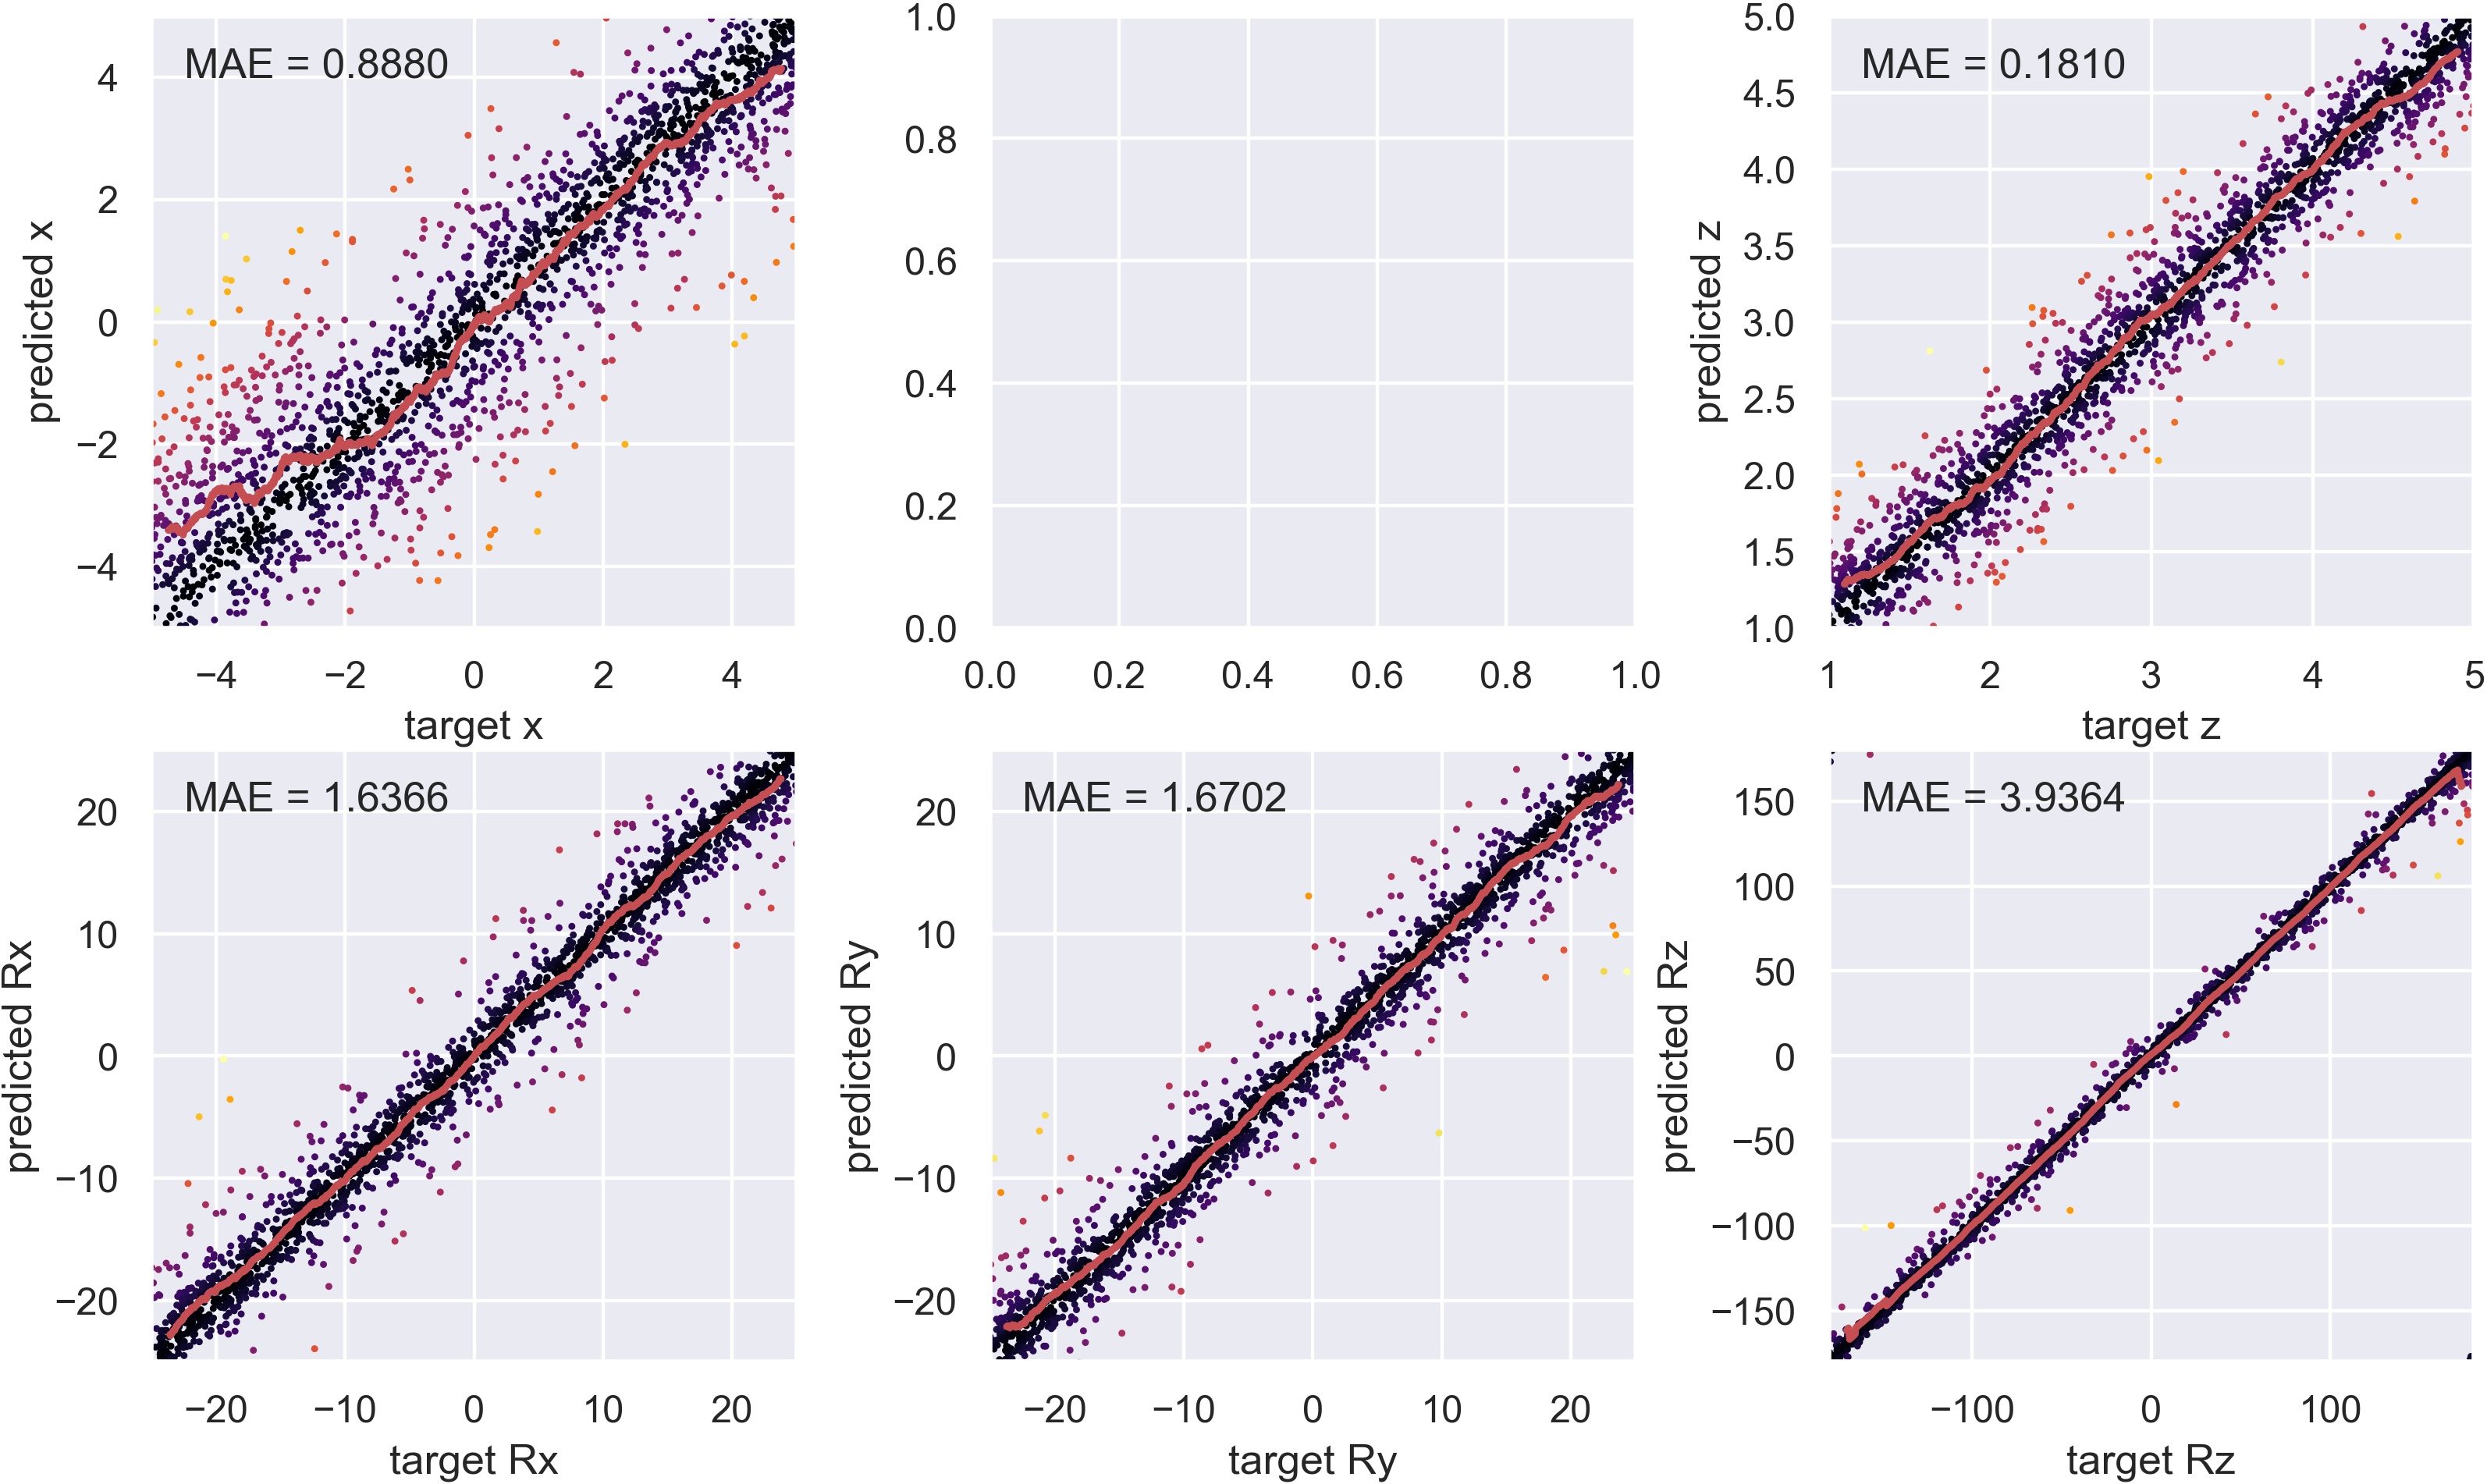 MAE = 0.8880
predicted x
4
2
0
−2
−4
−4 −2 0 2 4
target x
1.0
0.8
0.6
0.4
0.2
0.0
0.0 0.2 0.4 0.6 0.8 1.0
MAE = 0.1810
predicted z
5.0
4.5
4.0
3.5
3.0
2.5
2.0
1.5
1.0
1 2 3 4 5
target z
MAE = 1.6366
predicted Rx
20
10
0
−10
−20
−20 −10 0 10 20
target Rx
MAE = 1.6702
predicted Ry
20
10
0
−10
−20
−20 −10 0 10 20
target Ry
MAE = 3.9364
predicted Rz
150
100
50
0
−50
−100
−150
−100 0 100
target Rz